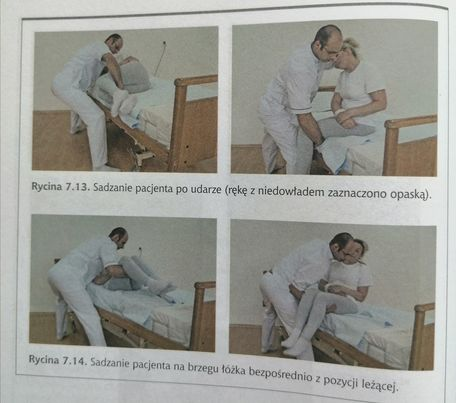 Rycina 7.13. Sadzanie pacjenta po udarze (rękę z niedowładem zaznaczono opaską).
Rycina 7.14. Sadzanie pacjenta na brzegu łóżka bezpośrednio z pozycji leżącej.